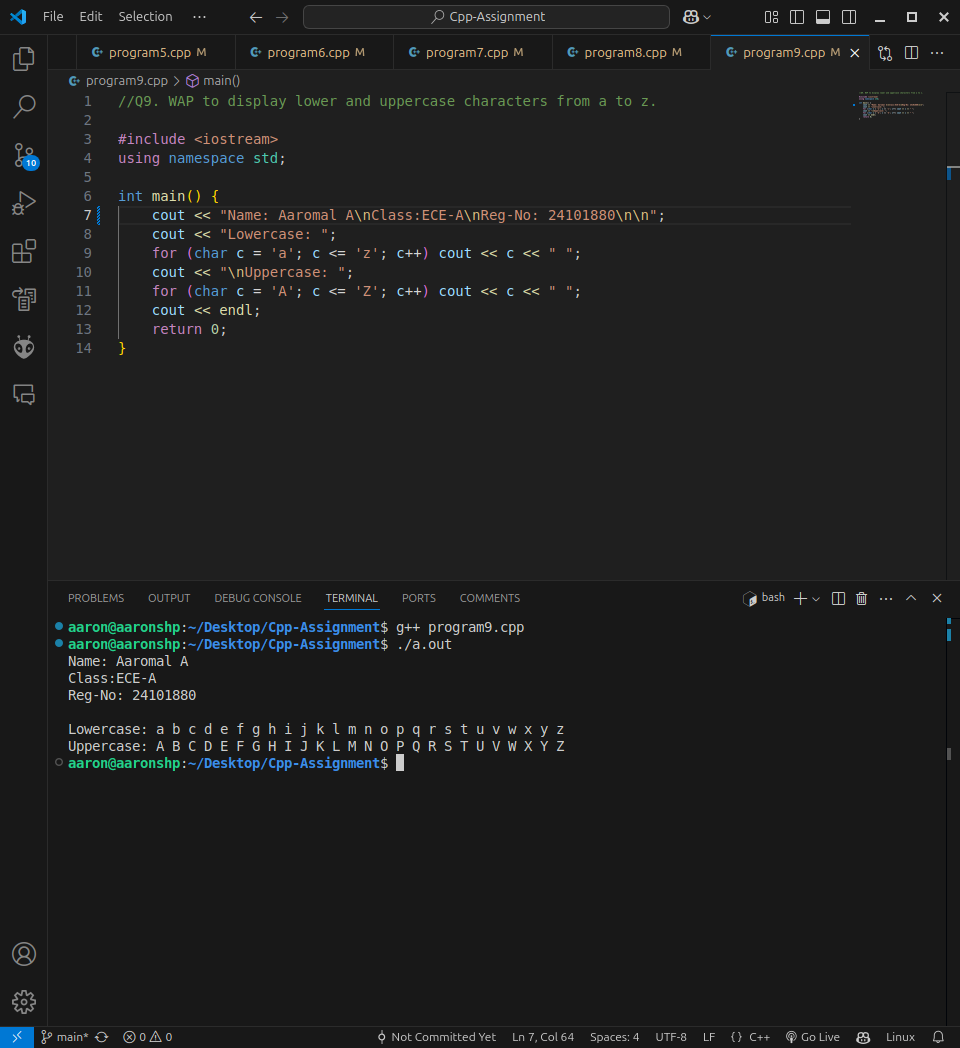 File Edit Selection ··· Cpp-Assignment
program5.cpp M program6.cpp M program7.cpp M program8.cpp M program9.cpp M
program9.cpp > main()
1 //Q9. WAP to display lower and uppercase characters from a to z.
2
3 #include <iostream>
4 using namespace std;
5
6 int main() {
7 cout << "Name: Aaromal A\nClass:ECE-A\nReg-No: 24101880\n\n";
8 cout << "Lowercase: ";
9 for (char c = 'a'; c <= 'z'; c++) cout << c << " ";
10 cout << "\nUppercase: ";
11 for (char c = 'A'; c <= 'Z'; c++) cout << c << " ";
12 cout << endl;
13 return 0;
14 }
10
PROBLEMS OUTPUT DEBUG CONSOLE TERMINAL PORTS COMMENTS bash
aaron@aaronshp:~/Desktop/Cpp-Assignment$ g++ program9.cpp
aaron@aaronshp:~/Desktop/Cpp-Assignment$ ./a.out
Name: Aaromal A
Class:ECE-A
Reg-No: 24101880

Lowercase: a b c d e f g h i j k l m n o p q r s t u v w x y z
Uppercase: A B C D E F G H I J K L M N O P Q R S T U V W X Y Z
aaron@aaronshp:~/Desktop/Cpp-Assignment$
main* 0 0 Not Committed Yet Ln 7, Col 64 Spaces: 4 UTF-8 LF {} C++ Go Live Linux